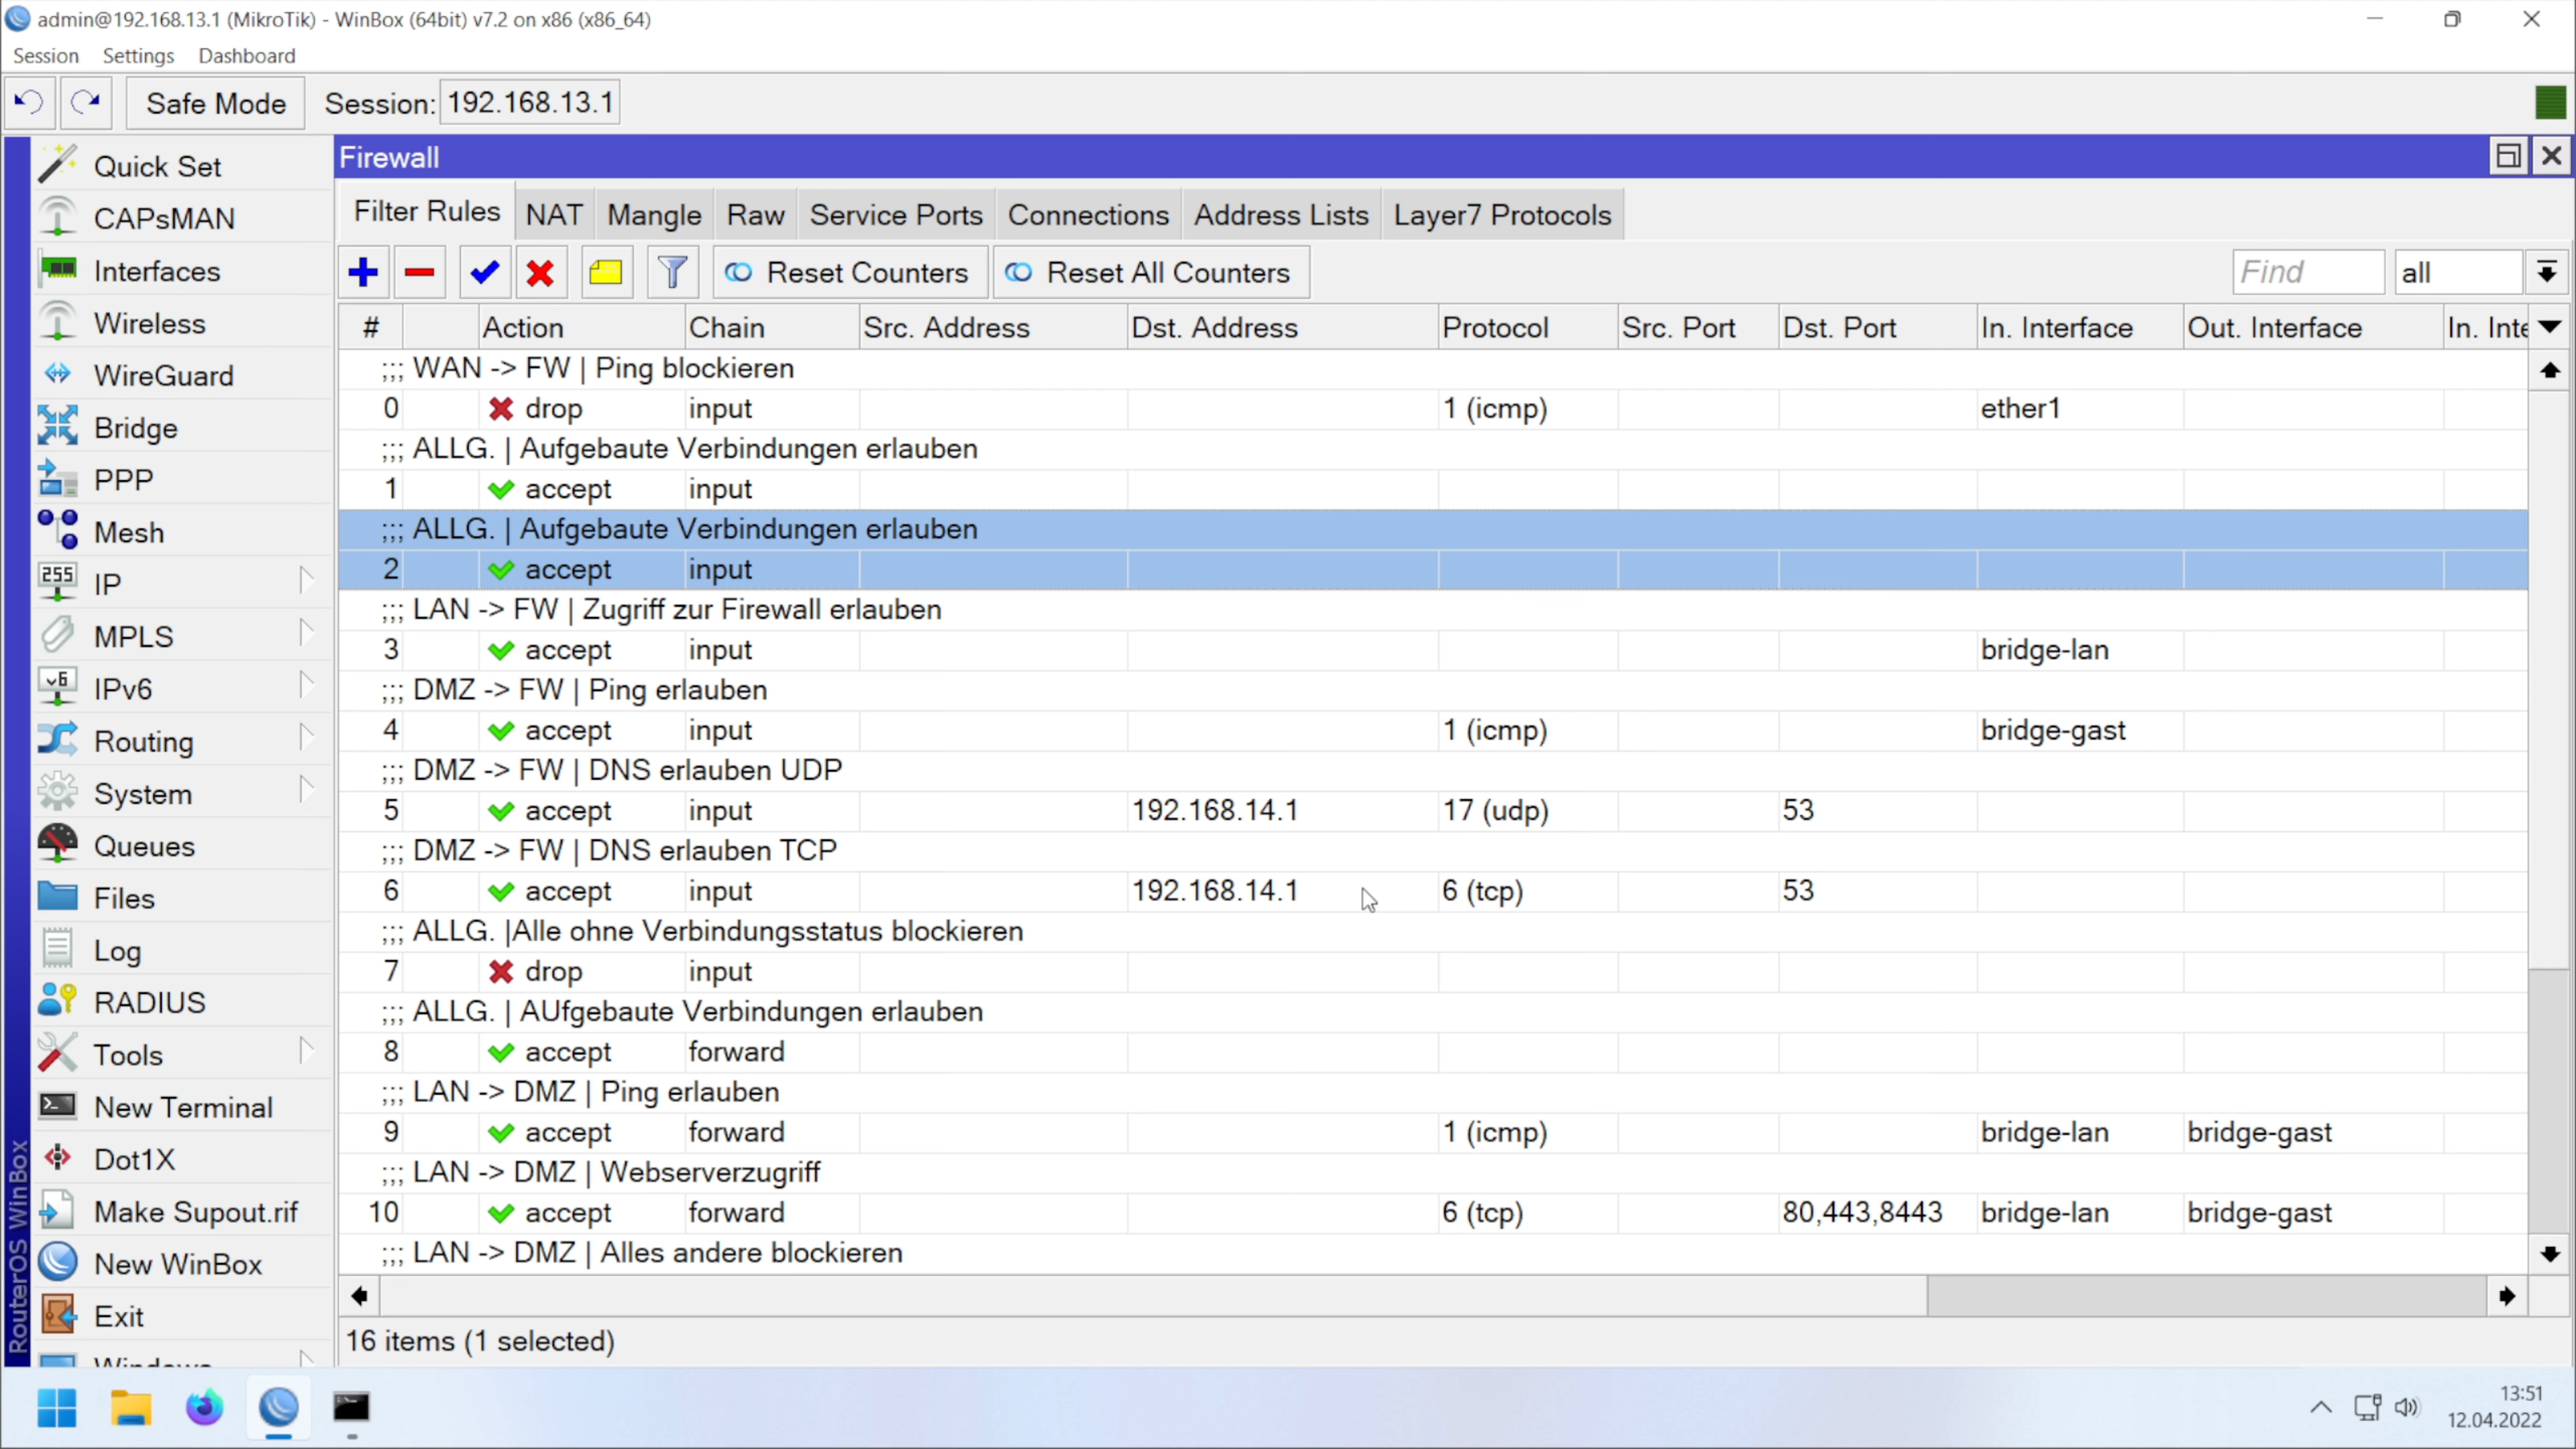 admin@192.168.13.1 (MikroTik) - WinBox (64bit) v7.2 on x86 (x86_64)
Session Settings Dashboard
Safe Mode Session: 192.168.13.1
Quick Set
CAPsMAN
Interfaces
Wireless
WireGuard
Bridge
PPP
Mesh
255 IP
MPLS
v6 IPv6
Routing
System
Queues
Files
Log
RADIUS
Tools
New Terminal
Dot1X
Make Supout.rif
New WinBox
Exit
Windows
RouterOS WinBox
Firewall
Filter Rules NAT Mangle Raw Service Ports Connections Address Lists Layer7 Protocols
Reset Counters Reset All Counters Find all
# Action Chain Src. Address Dst. Address Protocol Src. Port Dst. Port In. Interface Out. Interface In. Inte
;;; WAN -> FW | Ping blockieren
0 drop input 1 (icmp) ether1
;;; ALLG. | Aufgebaute Verbindungen erlauben
1 accept input
;;; ALLG. | Aufgebaute Verbindungen erlauben
2 accept input
;;; LAN -> FW | Zugriff zur Firewall erlauben
3 accept input bridge-lan
;;; DMZ -> FW | Ping erlauben
4 accept input 1 (icmp) bridge-gast
;;; DMZ -> FW | DNS erlauben UDP
5 accept input 192.168.14.1 17 (udp) 53
;;; DMZ -> FW | DNS erlauben TCP
6 accept input 192.168.14.1 6 (tcp) 53
;;; ALLG. |Alle ohne Verbindungsstatus blockieren
7 drop input
;;; ALLG. | AUfgebaute Verbindungen erlauben
8 accept forward
;;; LAN -> DMZ | Ping erlauben
9 accept forward 1 (icmp) bridge-lan bridge-gast
;;; LAN -> DMZ | Webserverzugriff
10 accept forward 6 (tcp) 80,443,8443 bridge-lan bridge-gast
;;; LAN -> DMZ | Alles andere blockieren
16 items (1 selected)
13:51
12.04.2022